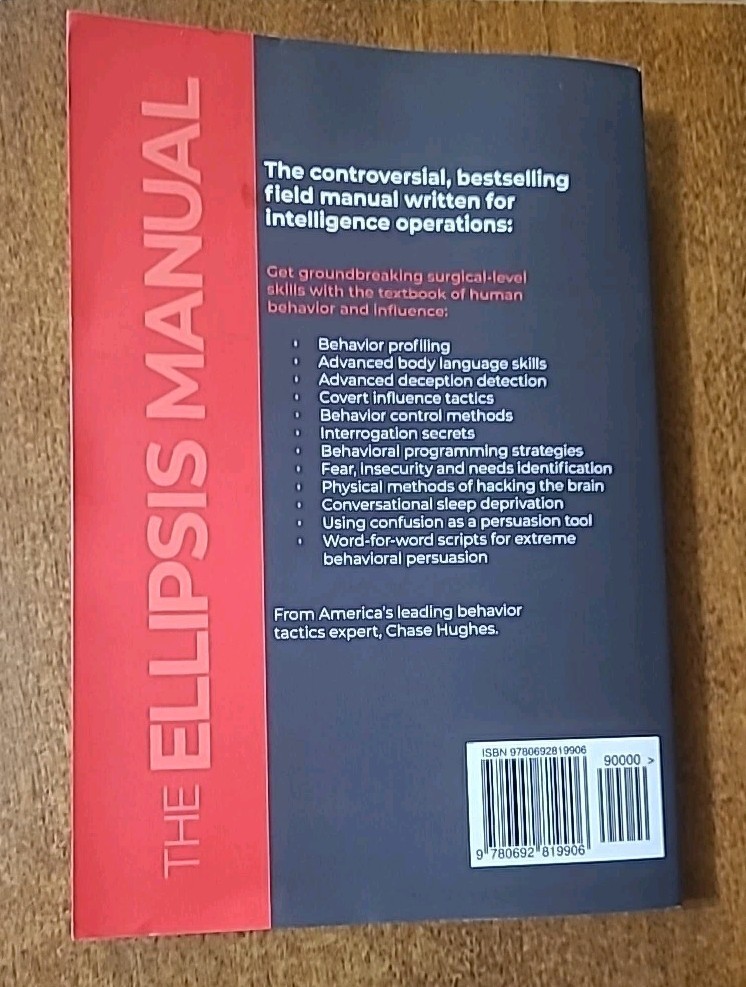 THE ELLIPSIS MANUAL
The controversial, bestselling
field manual written for
intelligence operations:
Get groundbreaking surgical-level
skills with the textbook of human
behavior and influence:
Behavior profiling
Advanced body language skills
Advanced deception detection
Covert influence tactics
Behavior control methods
Interrogation secrets
Behavioral programming strategies
Fear, insecurity and needs identification
Physical methods of hacking the brain
Conversational sleep deprivation
Using confusion as a persuasion tool
Word-for-word scripts for extreme
behavioral persuasion
From America's leading behavior
tactics expert, Chase Hughes.
ISBN 9780692819906
90000 >
9 780692 819906